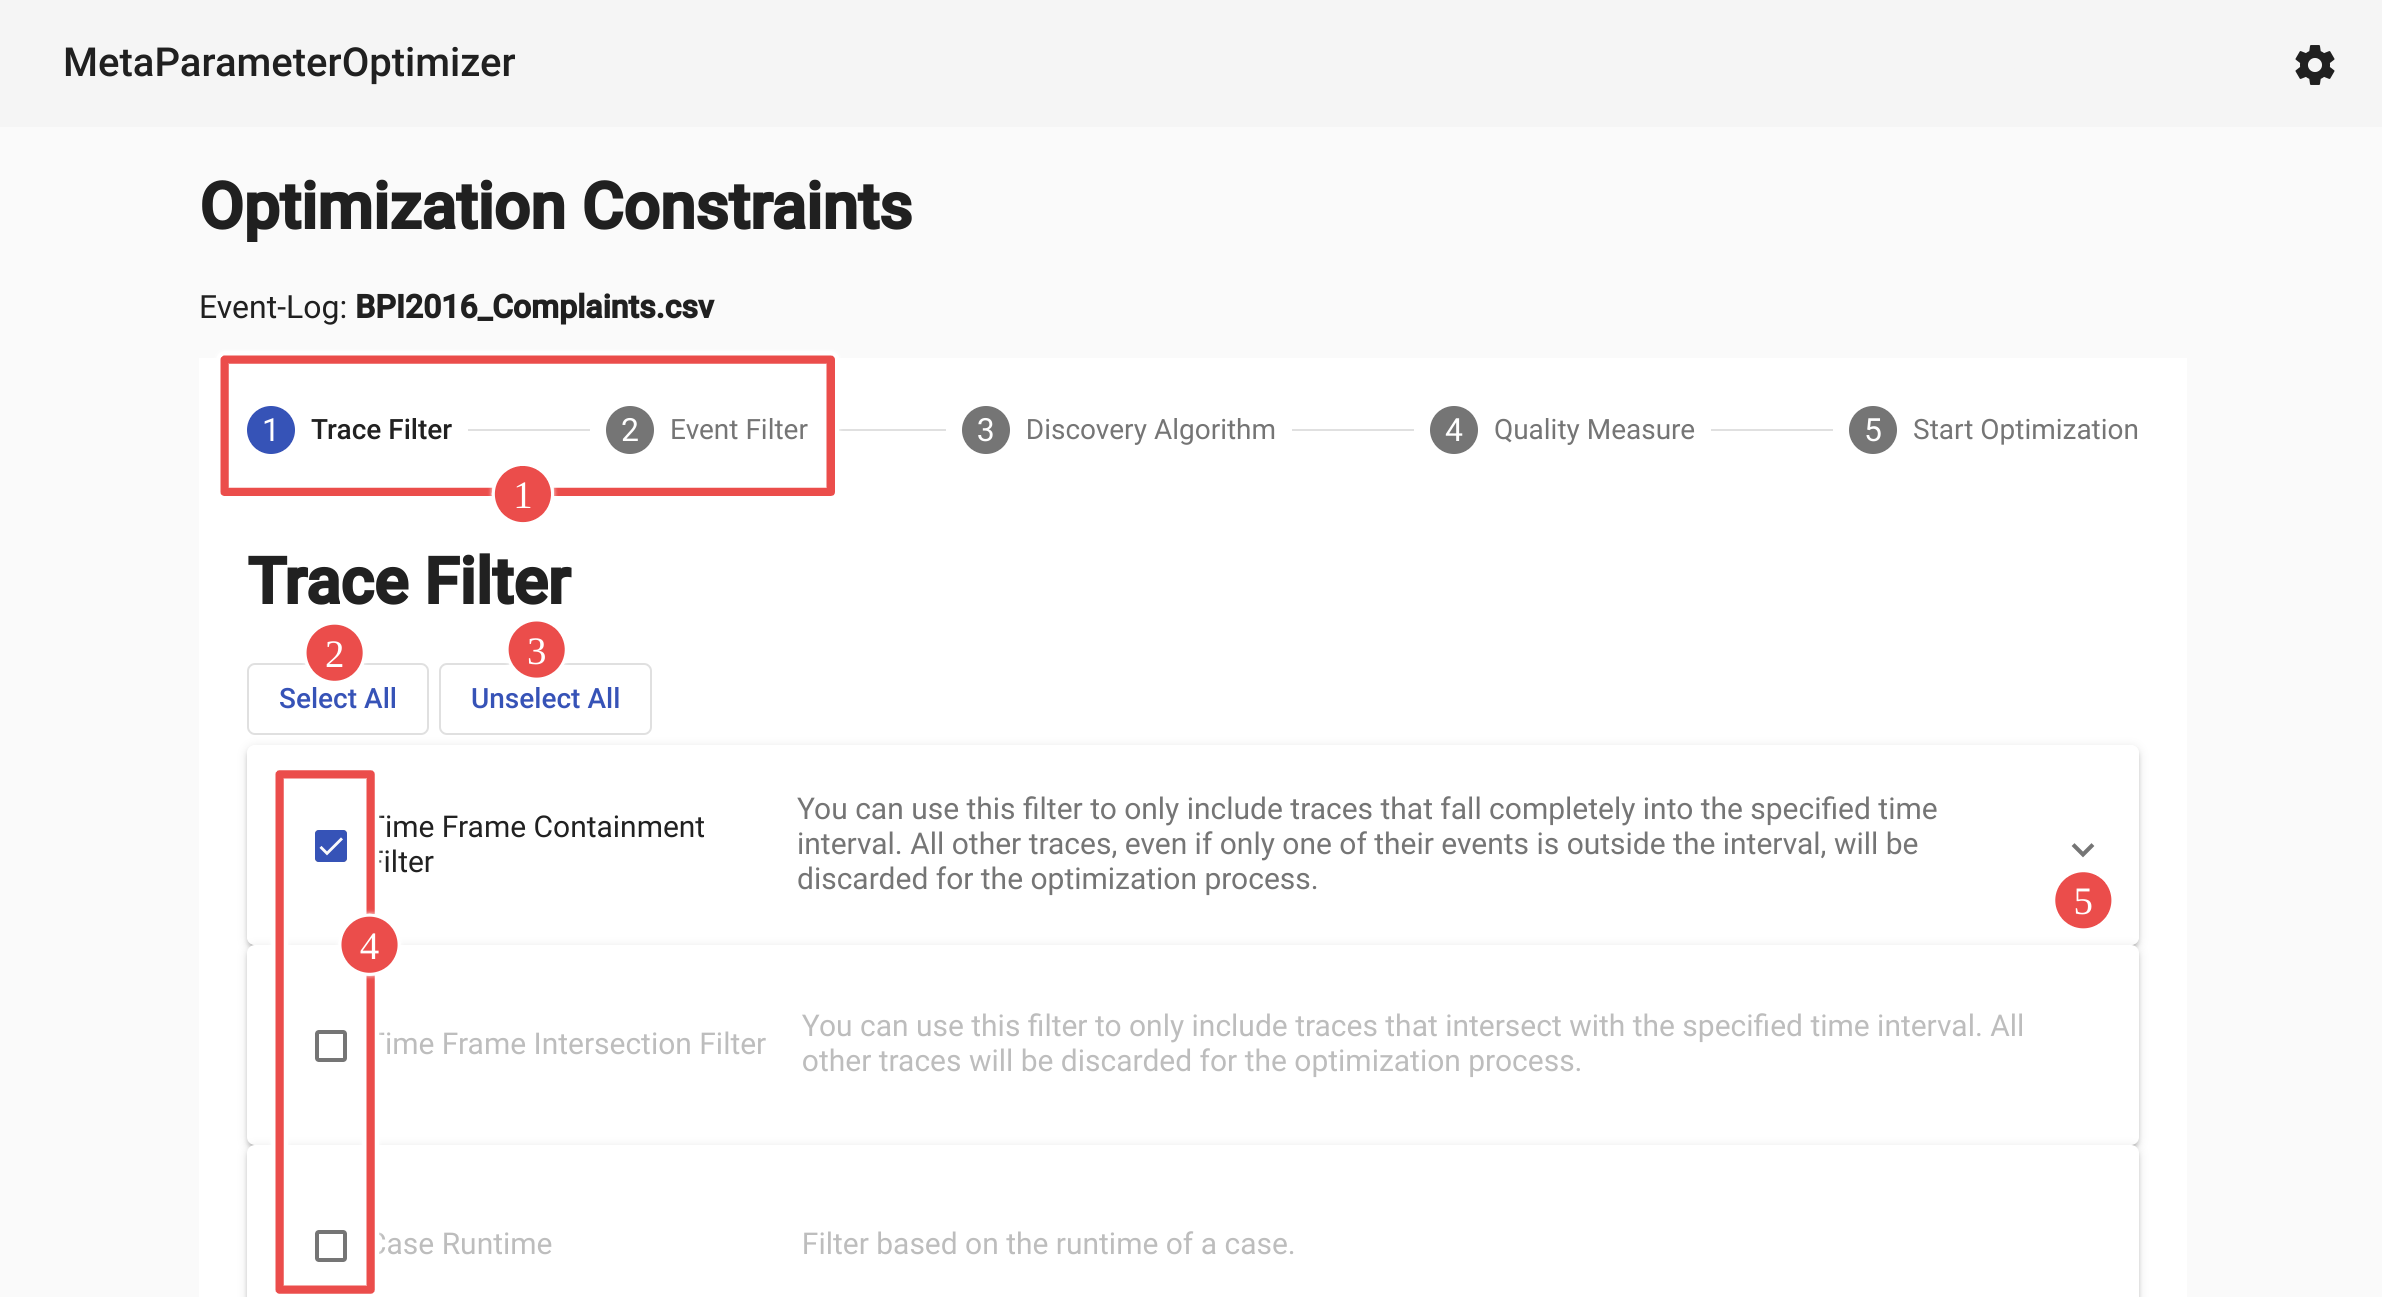 MetaParameterOptimizer
Optimization Constraints
Event-Log: BPI2016_Complaints.csv
1 Trace Filter 2 Event Filter 3 Discovery Algorithm 4 Quality Measure 5 Start Optimization
1
Trace Filter
2 3
Select All Unselect All
Time Frame Containment
Filter
You can use this filter to only include traces that fall completely into the specified time
interval. All other traces, even if only one of their events is outside the interval, will be
discarded for the optimization process.
5
4
Time Frame Intersection Filter
You can use this filter to only include traces that intersect with the specified time interval. All
other traces will be discarded for the optimization process.
Case Runtime
Filter based on the runtime of a case.